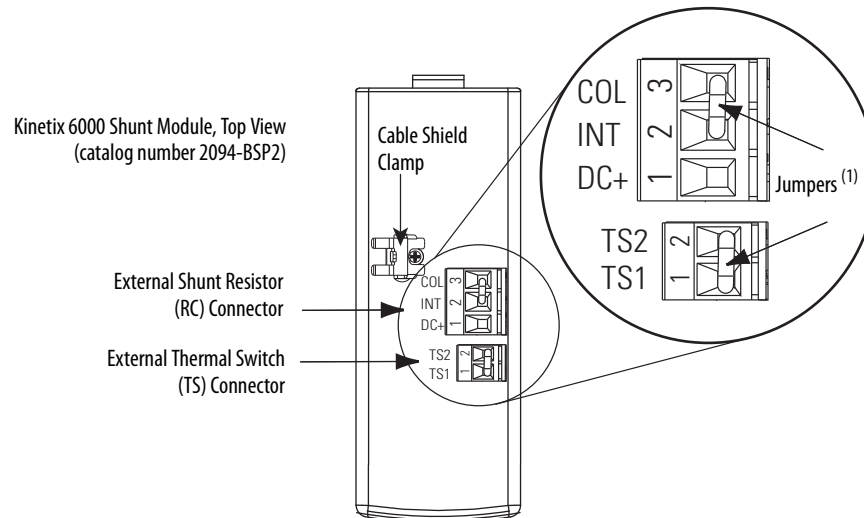 Kinetix 6000 Shunt Module, Top View
(catalog number 2094-BSP2)
Cable Shield
Clamp
External Shunt Resistor
(RC) Connector
External Thermal Switch
(TS) Connector
COL 3
INT 2
DC+ 1
TS2 2
TS1 1
COL 3
INT 2
DC+ 1
Jumpers (1)
TS2 2
TS1 1